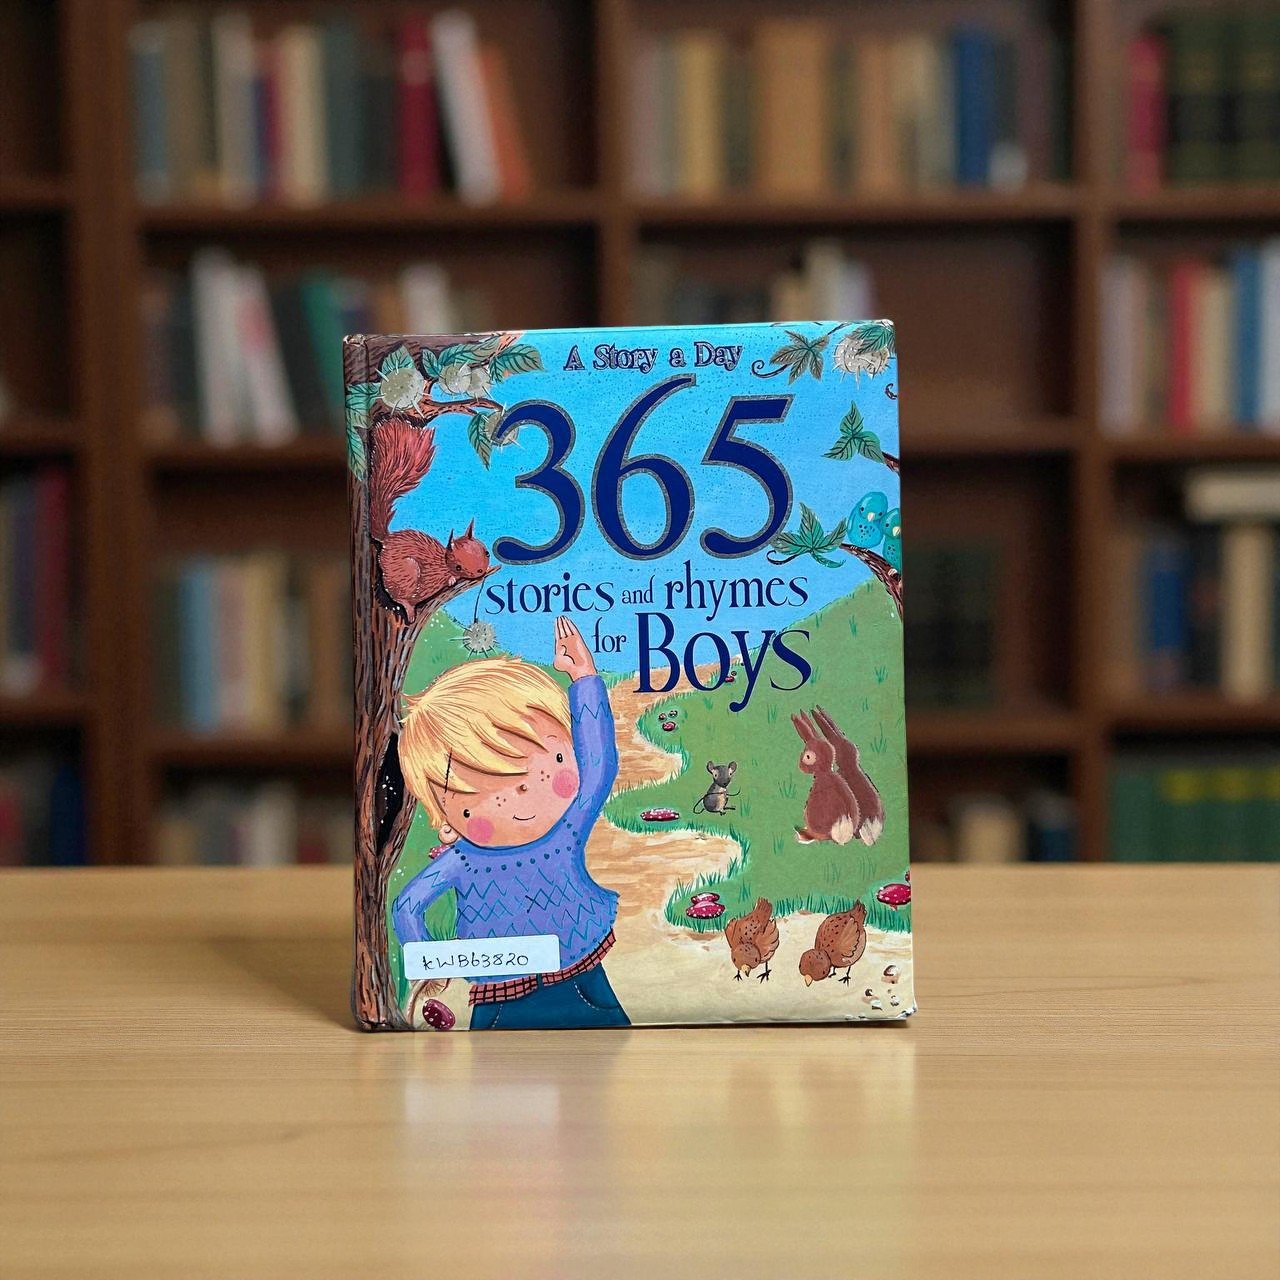 A Story a Day
365
stories and rhymes
for Boys
KWB63820